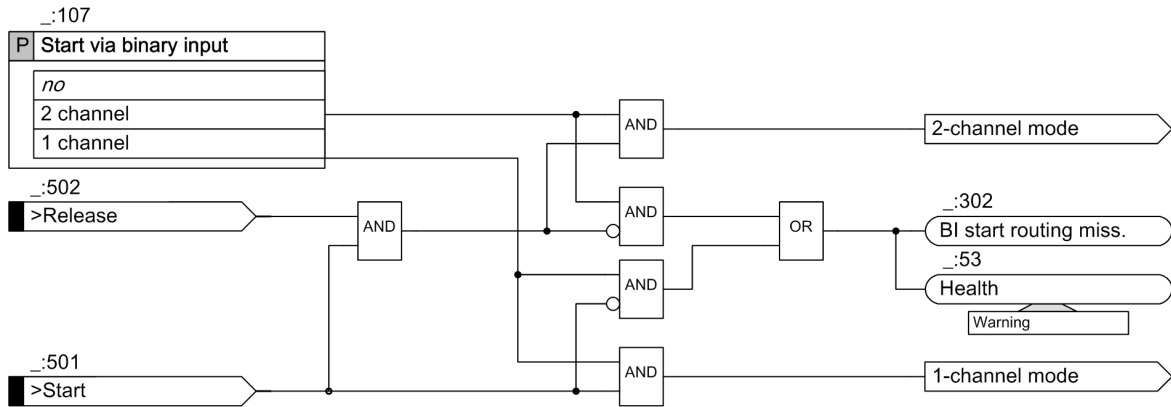 _:107
P Start via binary input
no
2 channel
1 channel
AND
2-channel mode
_:502
>Release
AND
AND
OR
_:302
BI start routing miss.
_:53
Health
Warning
AND
_:501
>Start
AND
1-channel mode